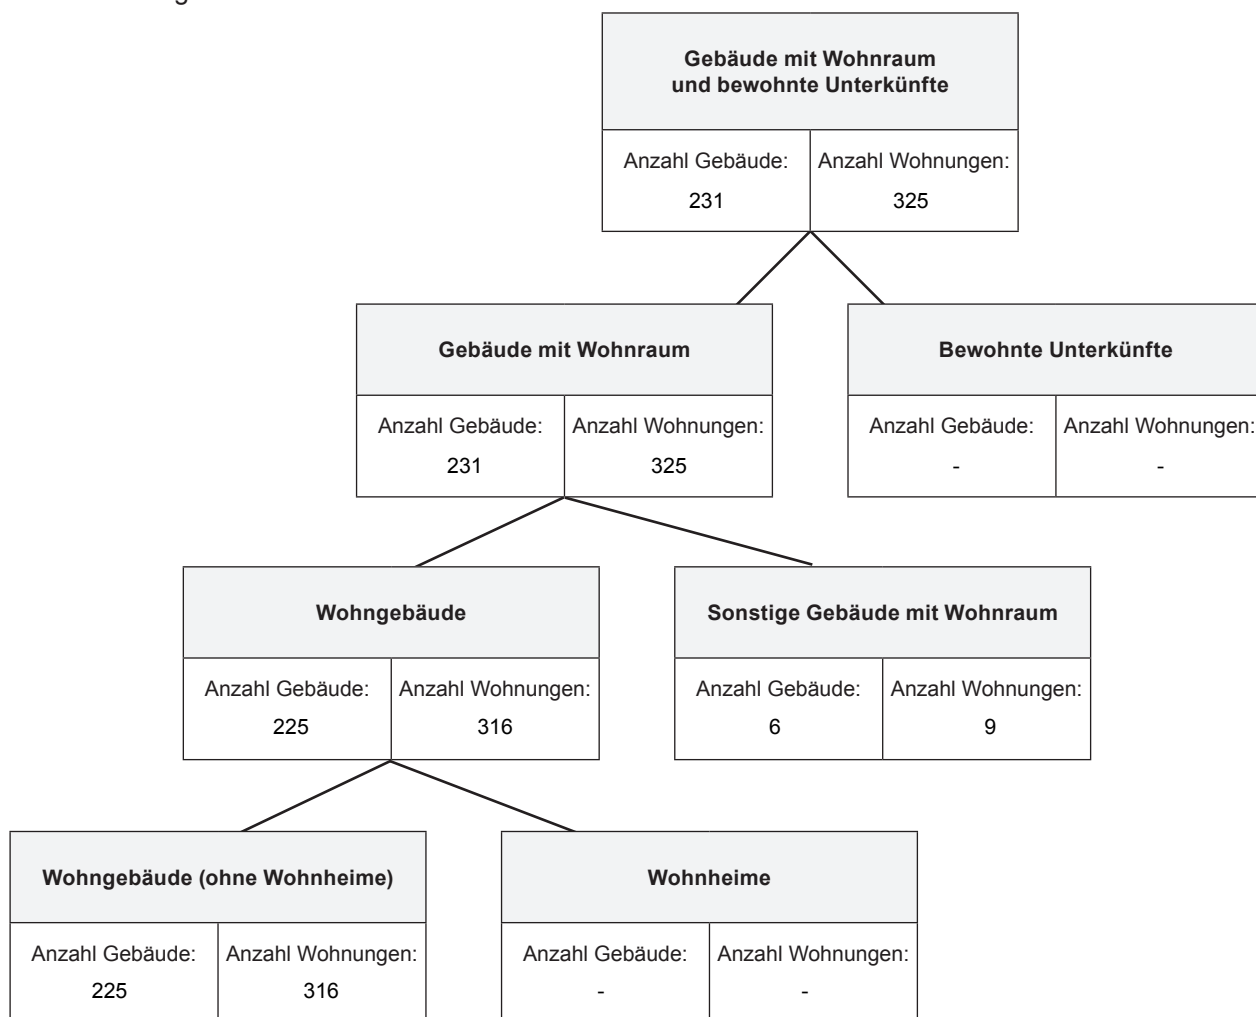 Gebäude mit Wohnraum
und bewohnte Unterkünfte
Anzahl Gebäude: Anzahl Wohnungen:
231 325
Gebäude mit Wohnraum
Bewohnte Unterkünfte
Anzahl Gebäude: Anzahl Wohnungen:
231 325
Anzahl Gebäude: Anzahl Wohnungen:
- -
Wohngebäude
Sonstige Gebäude mit Wohnraum
Anzahl Gebäude: Anzahl Wohnungen:
225 316
Anzahl Gebäude: Anzahl Wohnungen:
6 9
Wohngebäude (ohne Wohnheime)
Wohnheime
Anzahl Gebäude: Anzahl Wohnungen:
225 316
Anzahl Gebäude: Anzahl Wohnungen:
- -